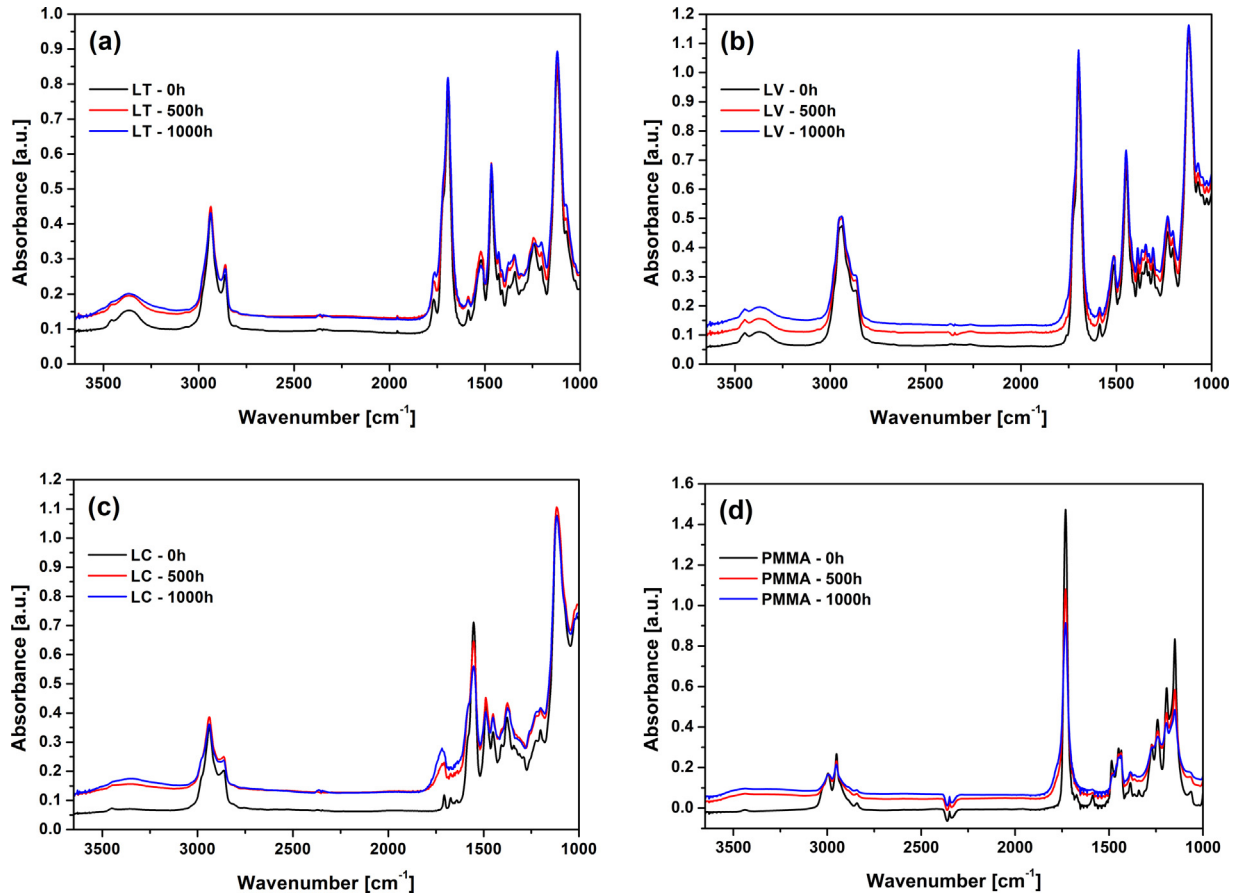 (a)
LT - 0h
LT - 500h
LT - 1000h
1.0
0.9
0.8
0.7
0.6
0.5
0.4
0.3
0.2
0.1
0.0
Absorbance [a.u.]
3500 3000 2500 2000 1500 1000
Wavenumber [cm⁻¹]
(b)
LV - 0h
LV - 500h
LV - 1000h
1.2
1.1
1.0
0.9
0.8
0.7
0.6
0.5
0.4
0.3
0.2
0.1
0.0
Absorbance [a.u.]
3500 3000 2500 2000 1500 1000
Wavenumber [cm⁻¹]
(c)
LC - 0h
LC - 500h
LC - 1000h
1.2
1.1
1.0
0.9
0.8
0.7
0.6
0.5
0.4
0.3
0.2
0.1
0.0
Absorbance [a.u.]
3500 3000 2500 2000 1500 1000
Wavenumber [cm⁻¹]
(d)
PMMA - 0h
PMMA - 500h
PMMA - 1000h
1.6
1.4
1.2
1.0
0.8
0.6
0.4
0.2
0.0
Absorbance [a.u.]
3500 3000 2500 2000 1500 1000
Wavenumber [cm⁻¹]